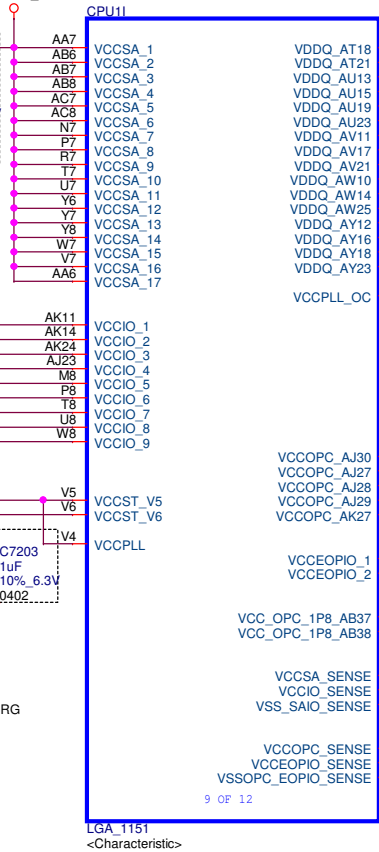 CPU1I
AA7 VCCSA_1 VDDQ_AT18
AB6 VCCSA_2 VDDQ_AT21
AB7 VCCSA_3 VDDQ_AU13
AB8 VCCSA_4 VDDQ_AU15
AC7 VCCSA_5 VDDQ_AU19
AC8 VCCSA_6 VDDQ_AU23
N7 VCCSA_7 VDDQ_AV11
P7 VCCSA_8 VDDQ_AV17
R7 VCCSA_9 VDDQ_AV21
T7 VCCSA_10 VDDQ_AW10
U7 VCCSA_11 VDDQ_AW14
Y6 VCCSA_12 VDDQ_AW25
Y7 VCCSA_13 VDDQ_AY12
Y8 VCCSA_14 VDDQ_AY16
W7 VCCSA_15 VDDQ_AY18
V7 VCCSA_16 VDDQ_AY23
AA6 VCCSA_17
VCCPLL_OC
AK11 VCCIO_1
AK14 VCCIO_2
AK24 VCCIO_3
AJ23 VCCIO_4
M8 VCCIO_5
P8 VCCIO_6
T8 VCCIO_7
U8 VCCIO_8
W8 VCCIO_9
VCCOPC_AJ30
VCCOPC_AJ27
VCCOPC_AJ28
V5 VCCST_V5 VCCOPC_AJ29
V6 VCCST_V6 VCCOPC_AK27
V4 VCCPLL
VCCEOPIO_1
VCCEOPIO_2
C7203
1uF
10%_6.3V
0402
VCC_OPC_1P8_AB37
VCC_OPC_1P8_AB38
VCCSA_SENSE
VCCIO_SENSE
VSS_SAIO_SENSE
RG
VCCOPC_SENSE
VCCEOPIO_SENSE
VSSOPC_EOPIO_SENSE
9 OF 12
LGA_1151
<Characteristic>